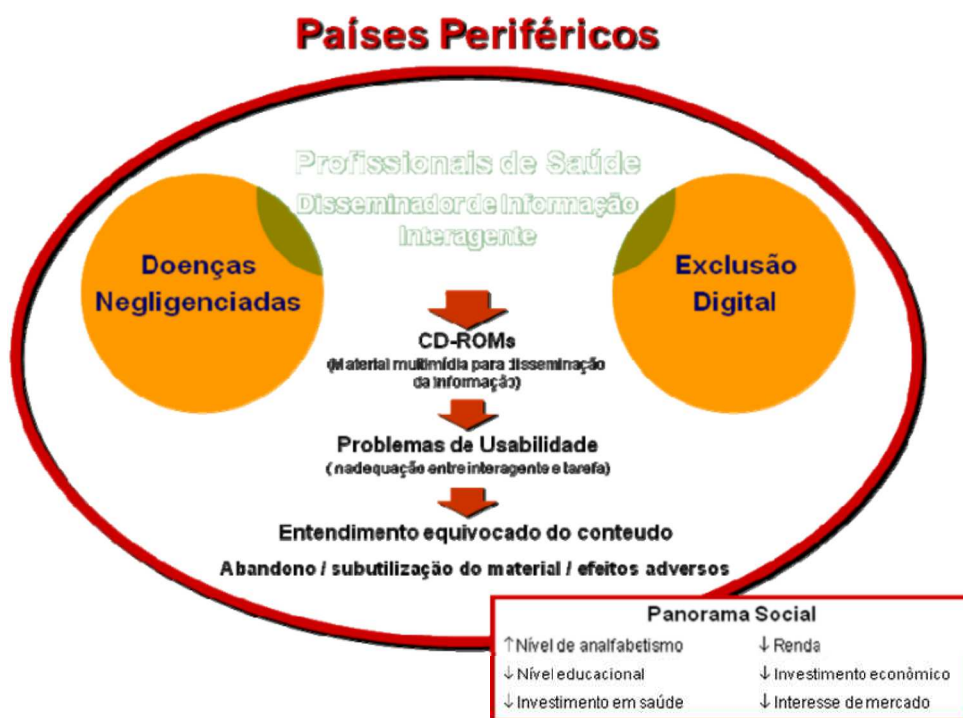 Países Periféricos
Profissionais de Saúde
Disseminador de Informação
Interagente
Doenças
Negligenciadas
Exclusão
Digital
CD-ROMs
(Material multimídia para disseminação
da informação)
Problemas de Usabilidade
(inadequação entre interagente e tarefa)
Entendimento equivocado do conteudo
Abandono / subutilização do material / efeitos adversos
Panorama Social
↑ Nível de analfabetismo
↓ Renda
↓ Nível educacional
↓ Investimento econômico
↓ Investimento em saúde
↓ Interesse de mercado